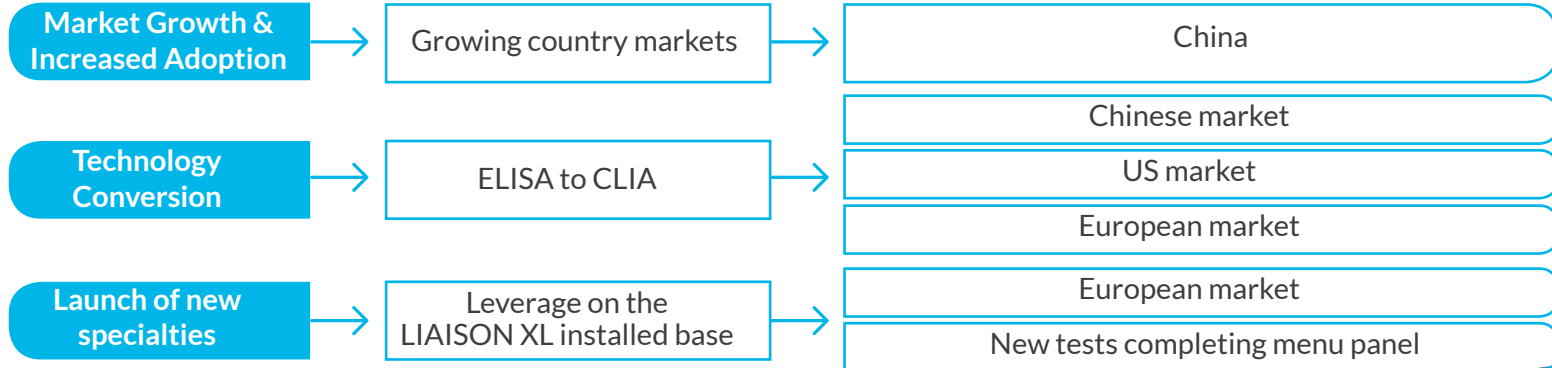 Market Growth &
Increased Adoption
Growing country markets
China
Technology
Conversion
ELISA to CLIA
Chinese market
US market
European market
Launch of new
specialties
Leverage on the
LIAISON XL installed base
European market
New tests completing menu panel